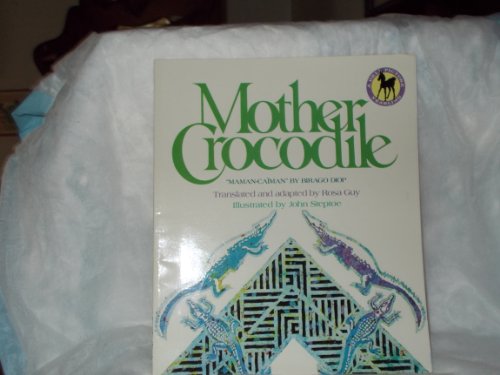 Mother
Crocodile
"MAMAN-CAÏMAN" BY BIRAGO DIOP
Translated and adapted by Rosa Guy
Illustrated by John Steptoe